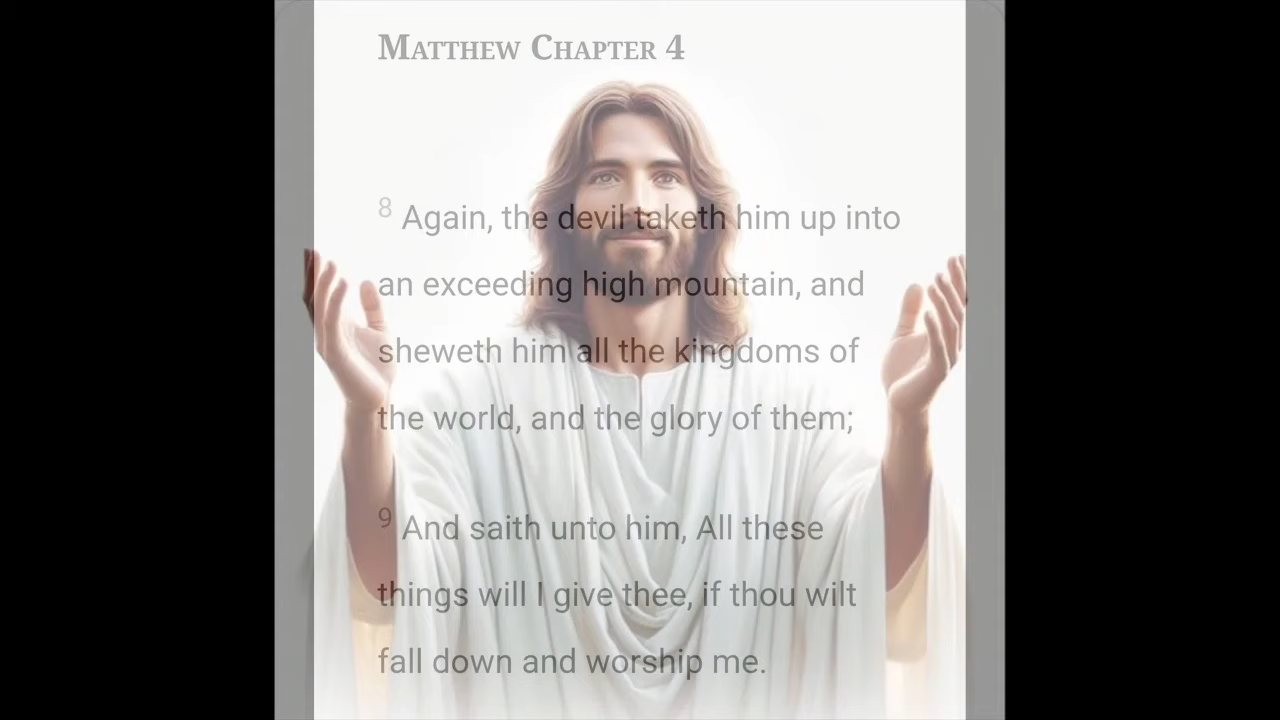 Matthew Chapter 4
8 Again, the devil taketh him up into
an exceeding high mountain, and
sheweth him all the kingdoms of
the world, and the glory of them;
9 And saith unto him, All these
things will I give thee, if thou wilt
fall down and worship me.